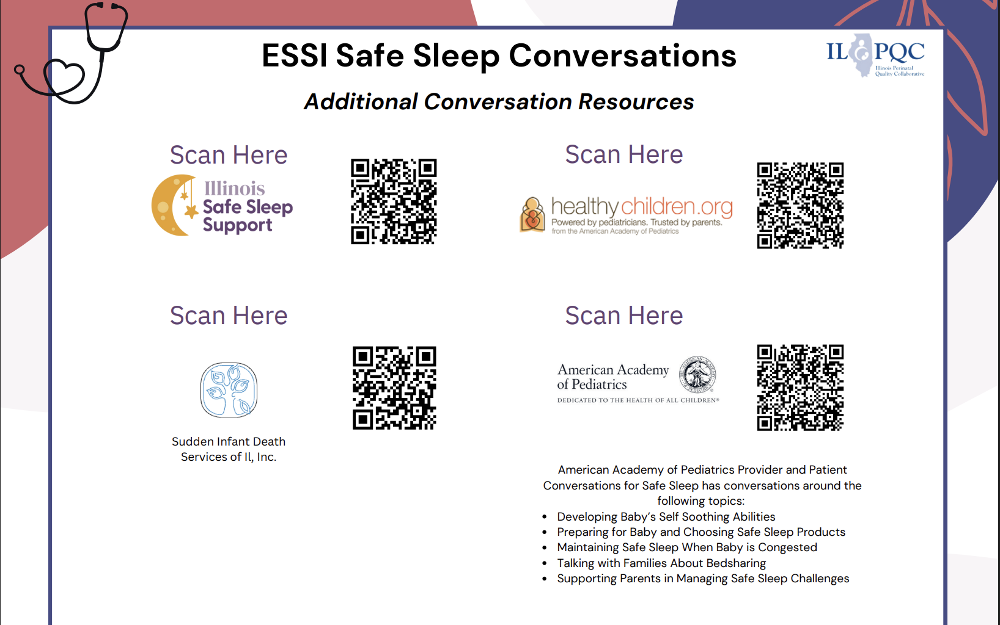 ESSI Safe Sleep Conversations
IL PQC
Illinois Perinatal
Quality Collaborative
Additional Conversation Resources
Scan Here
Illinois
Safe Sleep
Support
Scan Here
healthychildren.org
Powered by pediatricians. Trusted by parents.
from the American Academy of Pediatrics
Scan Here
Sudden Infant Death
Services of Il, Inc.
Scan Here
American Academy
of Pediatrics
DEDICATED TO THE HEALTH OF ALL CHILDREN®
American Academy of Pediatrics Provider and Patient
Conversations for Safe Sleep has conversations around the
following topics:
• Developing Baby’s Self Soothing Abilities
• Preparing for Baby and Choosing Safe Sleep Products
• Maintaining Safe Sleep When Baby is Congested
• Talking with Families About Bedsharing
• Supporting Parents in Managing Safe Sleep Challenges